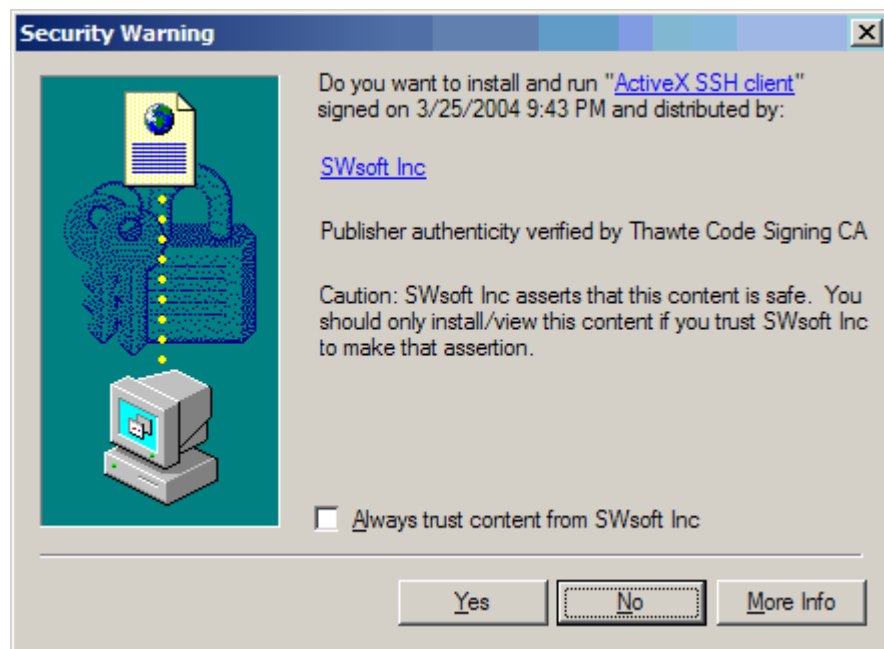 Security Warning
Do you want to install and run "ActiveX SSH client"
signed on 3/25/2004 9:43 PM and distributed by:
SWsoft Inc
Publisher authenticity verified by Thawte Code Signing CA
Caution: SWsoft Inc asserts that this content is safe.  You
should only install/view this content if you trust SWsoft Inc
to make that assertion.
Always trust content from SWsoft Inc
Yes No More Info